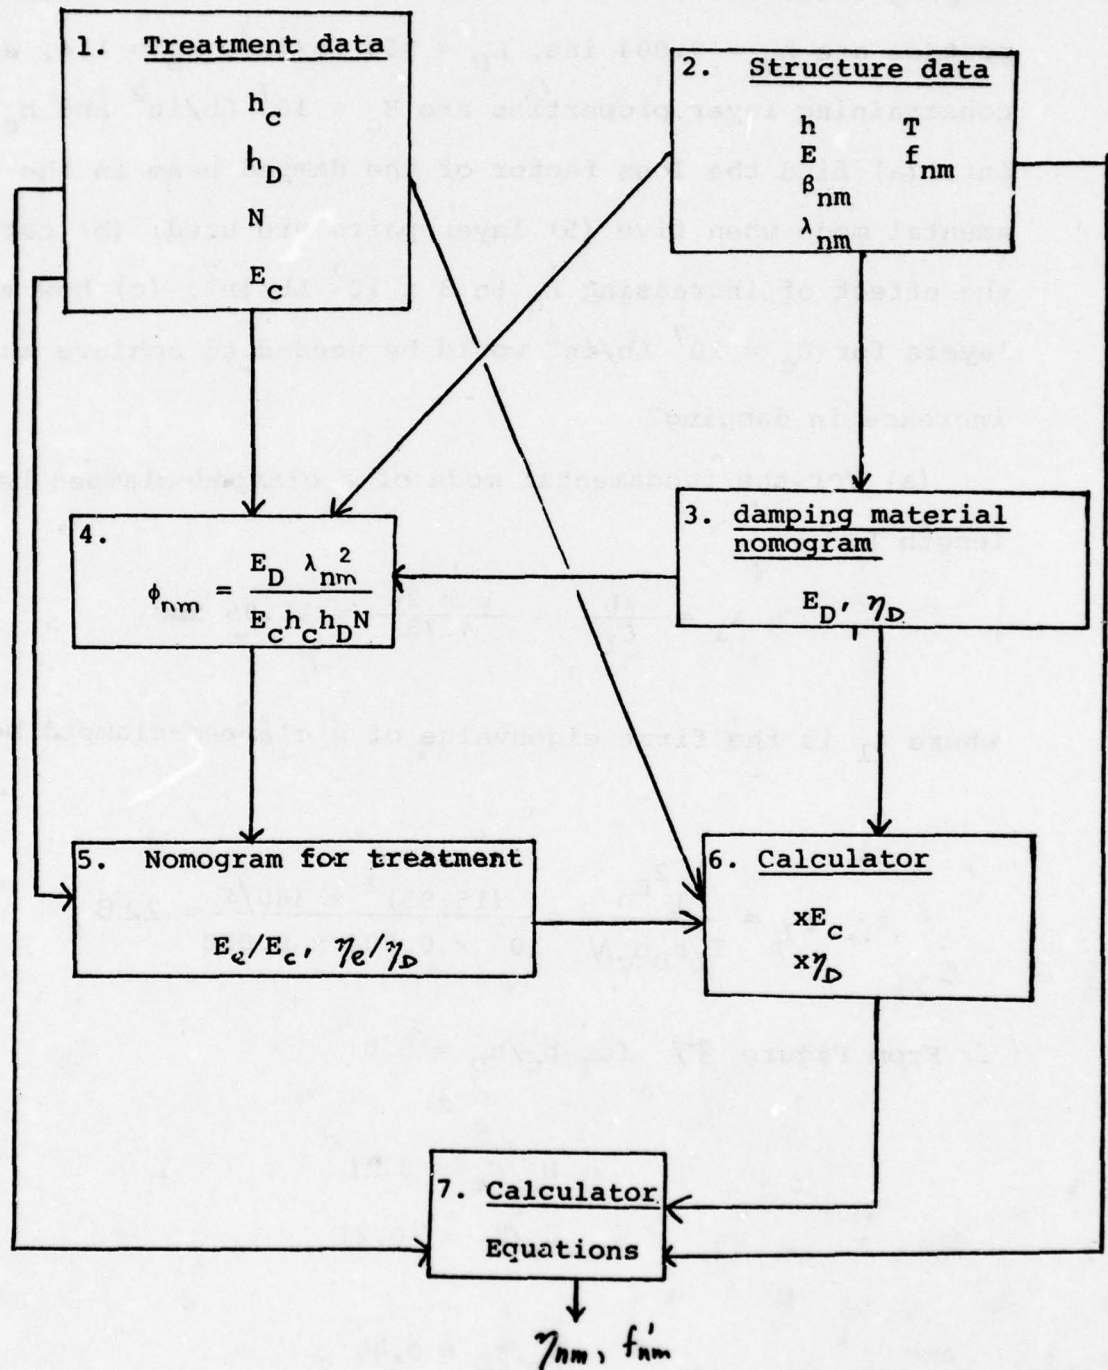 1. Treatment data
h_c
h_D
N
E_c
2. Structure data
h T
E f_nm
β_nm
λ_nm
3. damping material
nomogram
E_D, η_D
4.
φ_nm = E_D λ_nm^2 / E_c h_c h_D N
5. Nomogram for treatment
E_e/E_c, η_e/η_D
6. Calculator
xE_c
xη_D
7. Calculator
Equations
η_nm, f'_nm